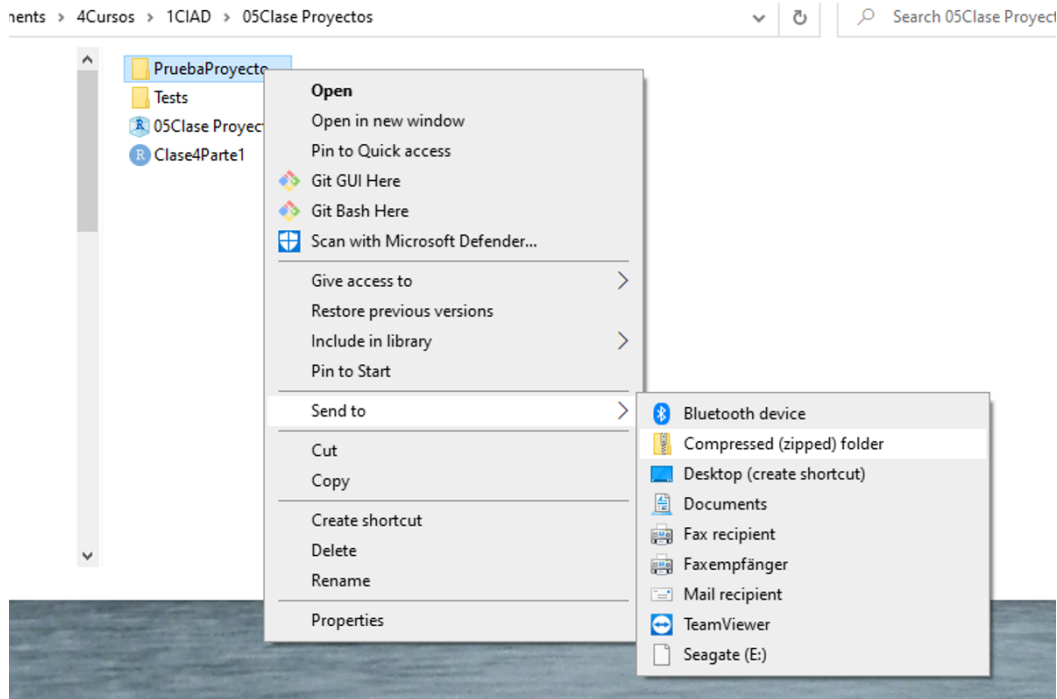 nents > 4Cursos > 1CIAD > 05Clase Proyectos
Search 05Clase Proyect
PruebaProyecto
Tests
05Clase Proyec
Clase4Parte1
Open
Open in new window
Pin to Quick access
Git GUI Here
Git Bash Here
Scan with Microsoft Defender...
Give access to
Restore previous versions
Include in library
Pin to Start
Send to
Cut
Copy
Create shortcut
Delete
Rename
Properties
Bluetooth device
Compressed (zipped) folder
Desktop (create shortcut)
Documents
Fax recipient
Faxempfänger
Mail recipient
TeamViewer
Seagate (E:)